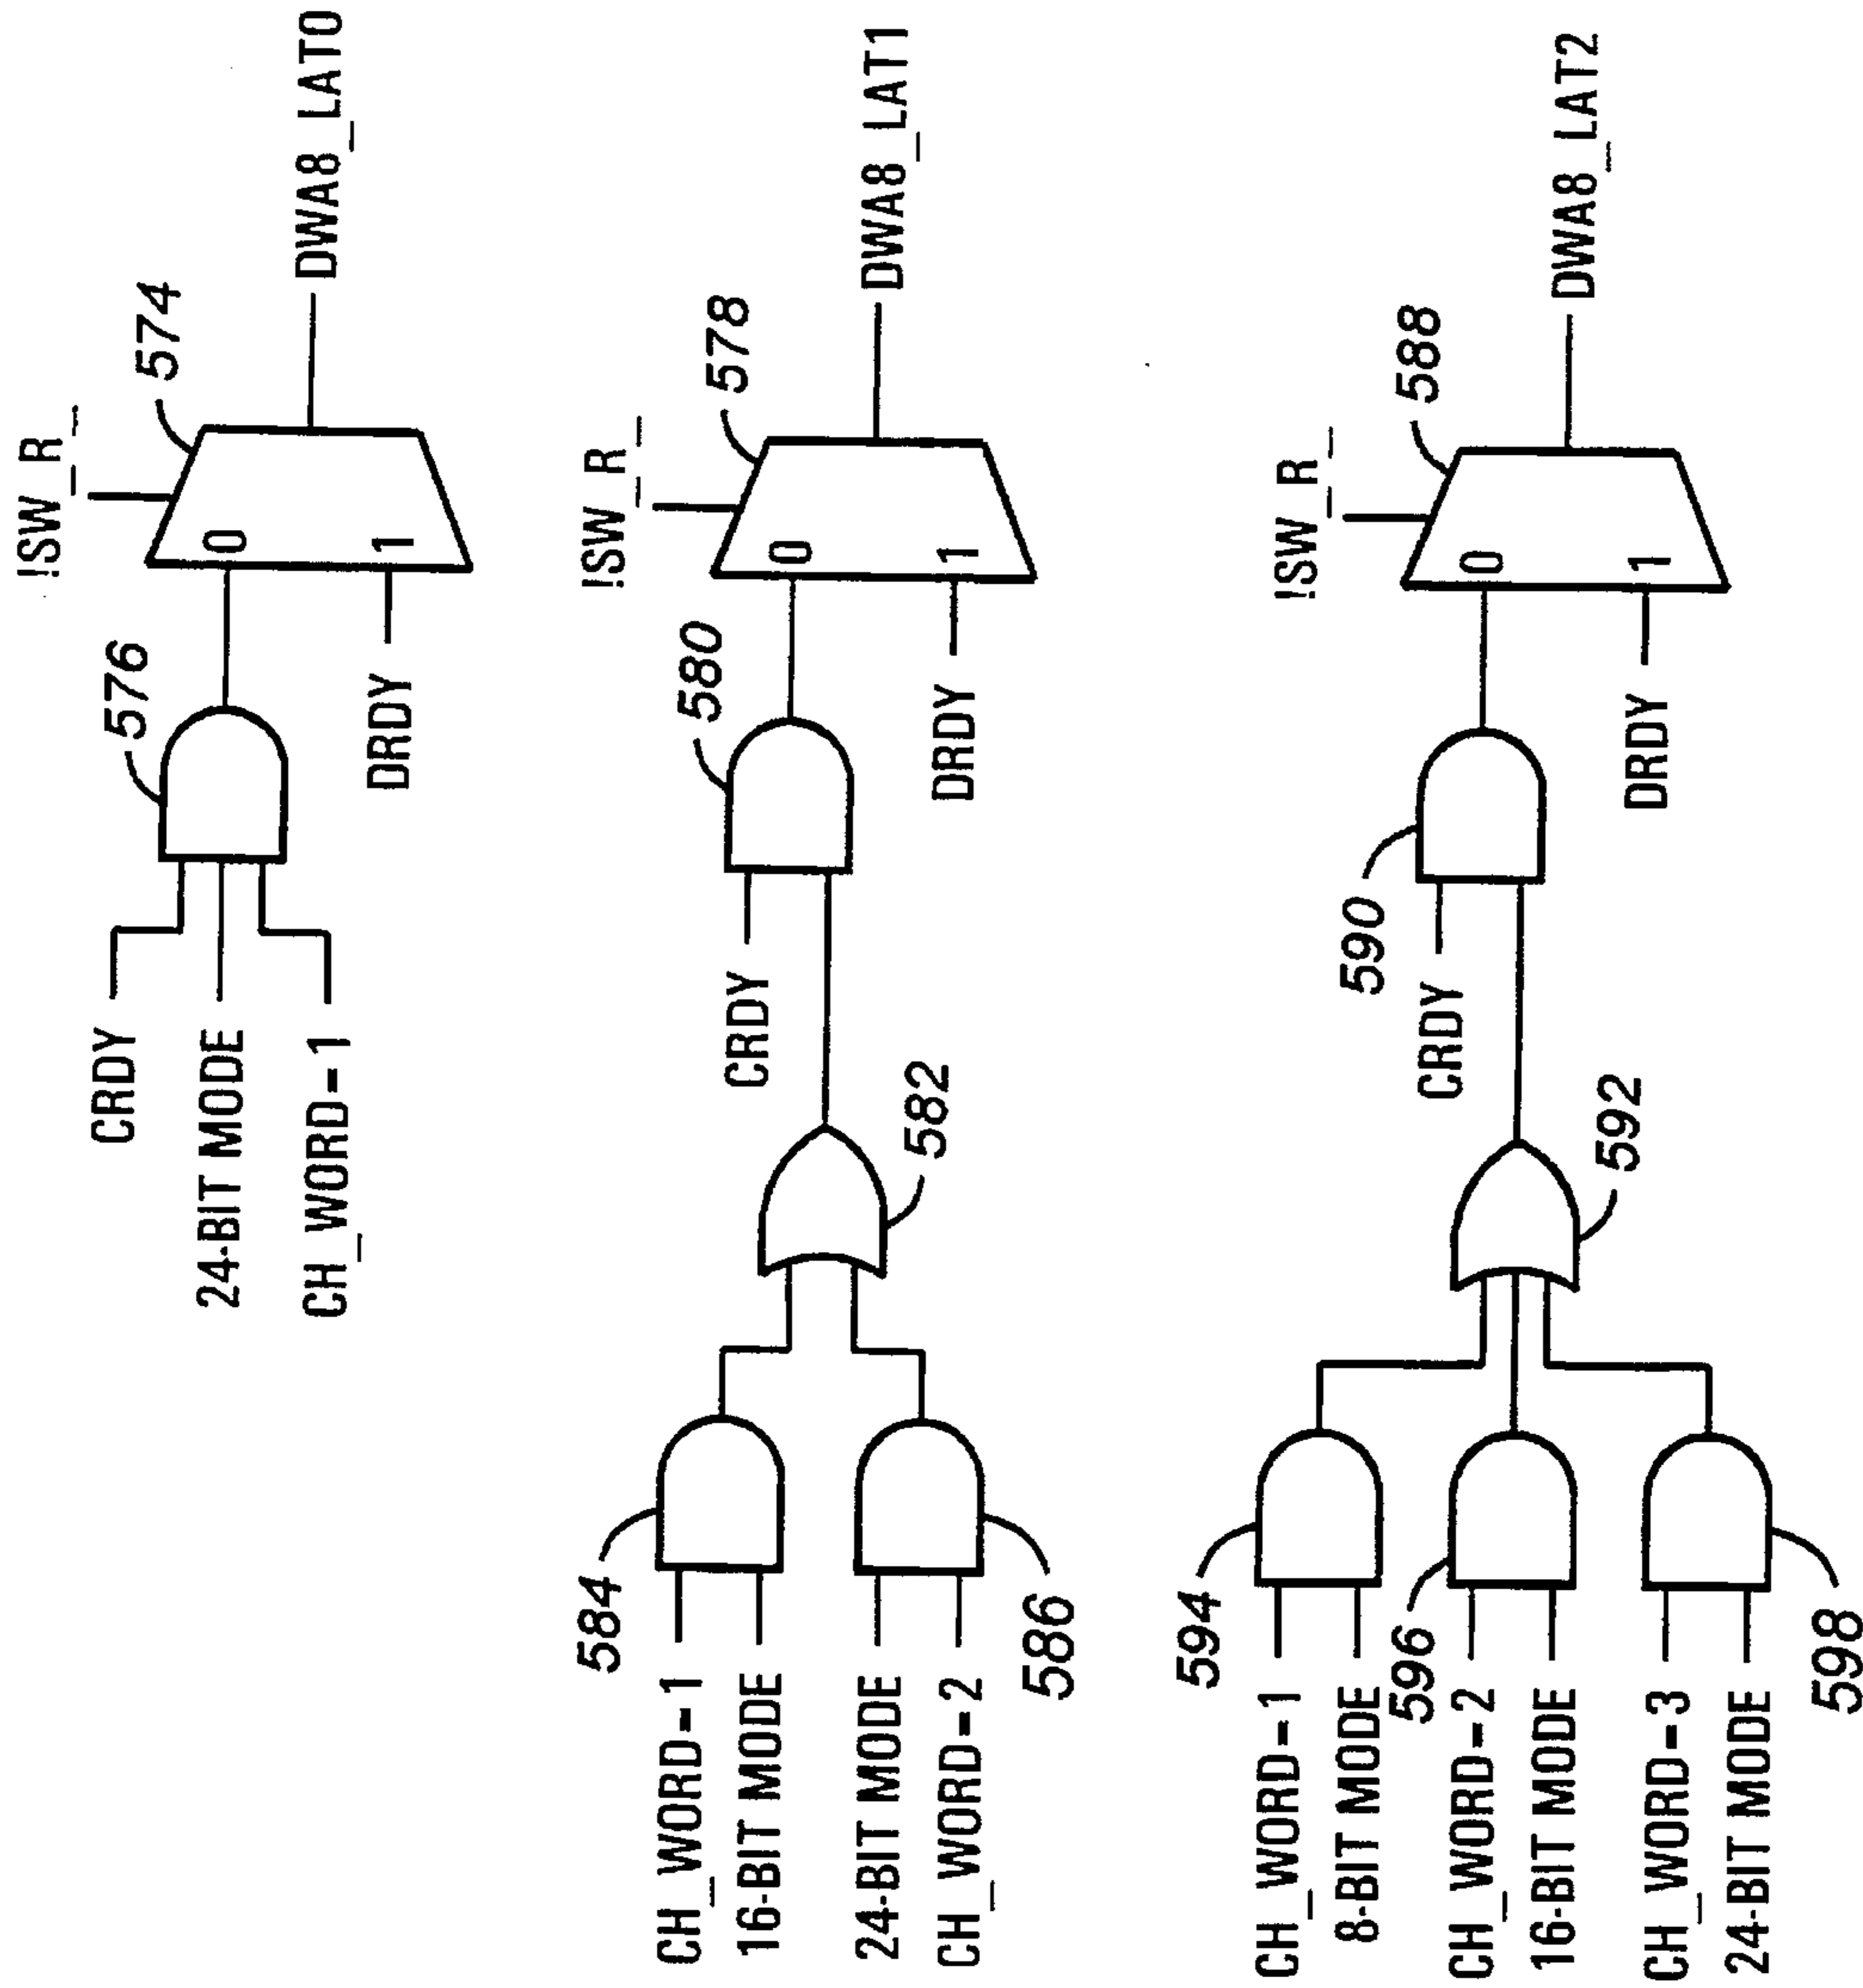 !SW_R_
574
576
CRDY
24-BIT MODE
CH_WORD=1
0
1
DRDY
DWA8_LAT0
!SW_R_
578
580
CRDY
0
1
DRDY
DWA8_LAT1
582
584
CH_WORD=1
16-BIT MODE
24-BIT MODE
CH_WORD=2
586
!SW_R_
588
590
CRDY
0
1
DRDY
DWA8_LAT2
592
594
CH_WORD=1
8-BIT MODE
596
CH_WORD=2
16-BIT MODE
CH_WORD=3
24-BIT MODE
598